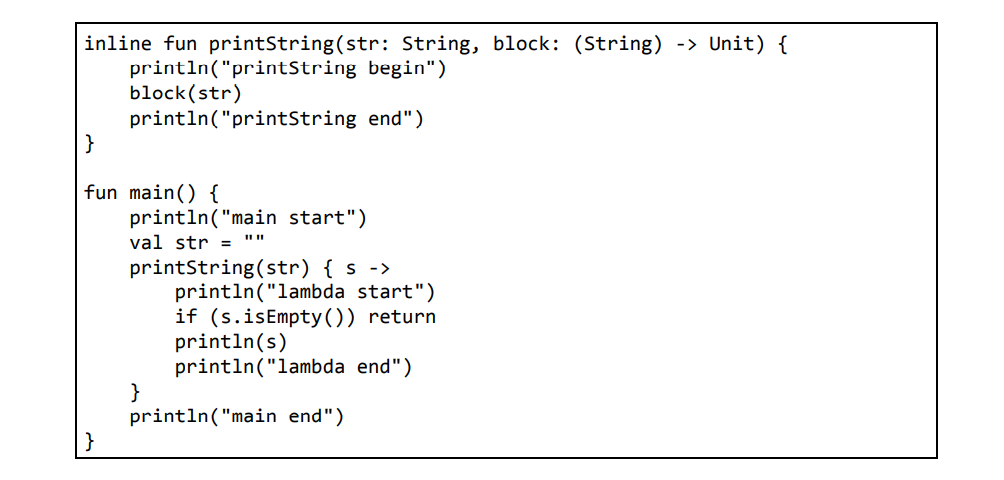 inline fun printString(str: String, block: (String) -> Unit) {
    println("printString begin")
    block(str)
    println("printString end")
}

fun main() {
    println("main start")
    val str = ""
    printString(str) { s ->
        println("lambda start")
        if (s.isEmpty()) return
        println(s)
        println("lambda end")
    }
    println("main end")
}